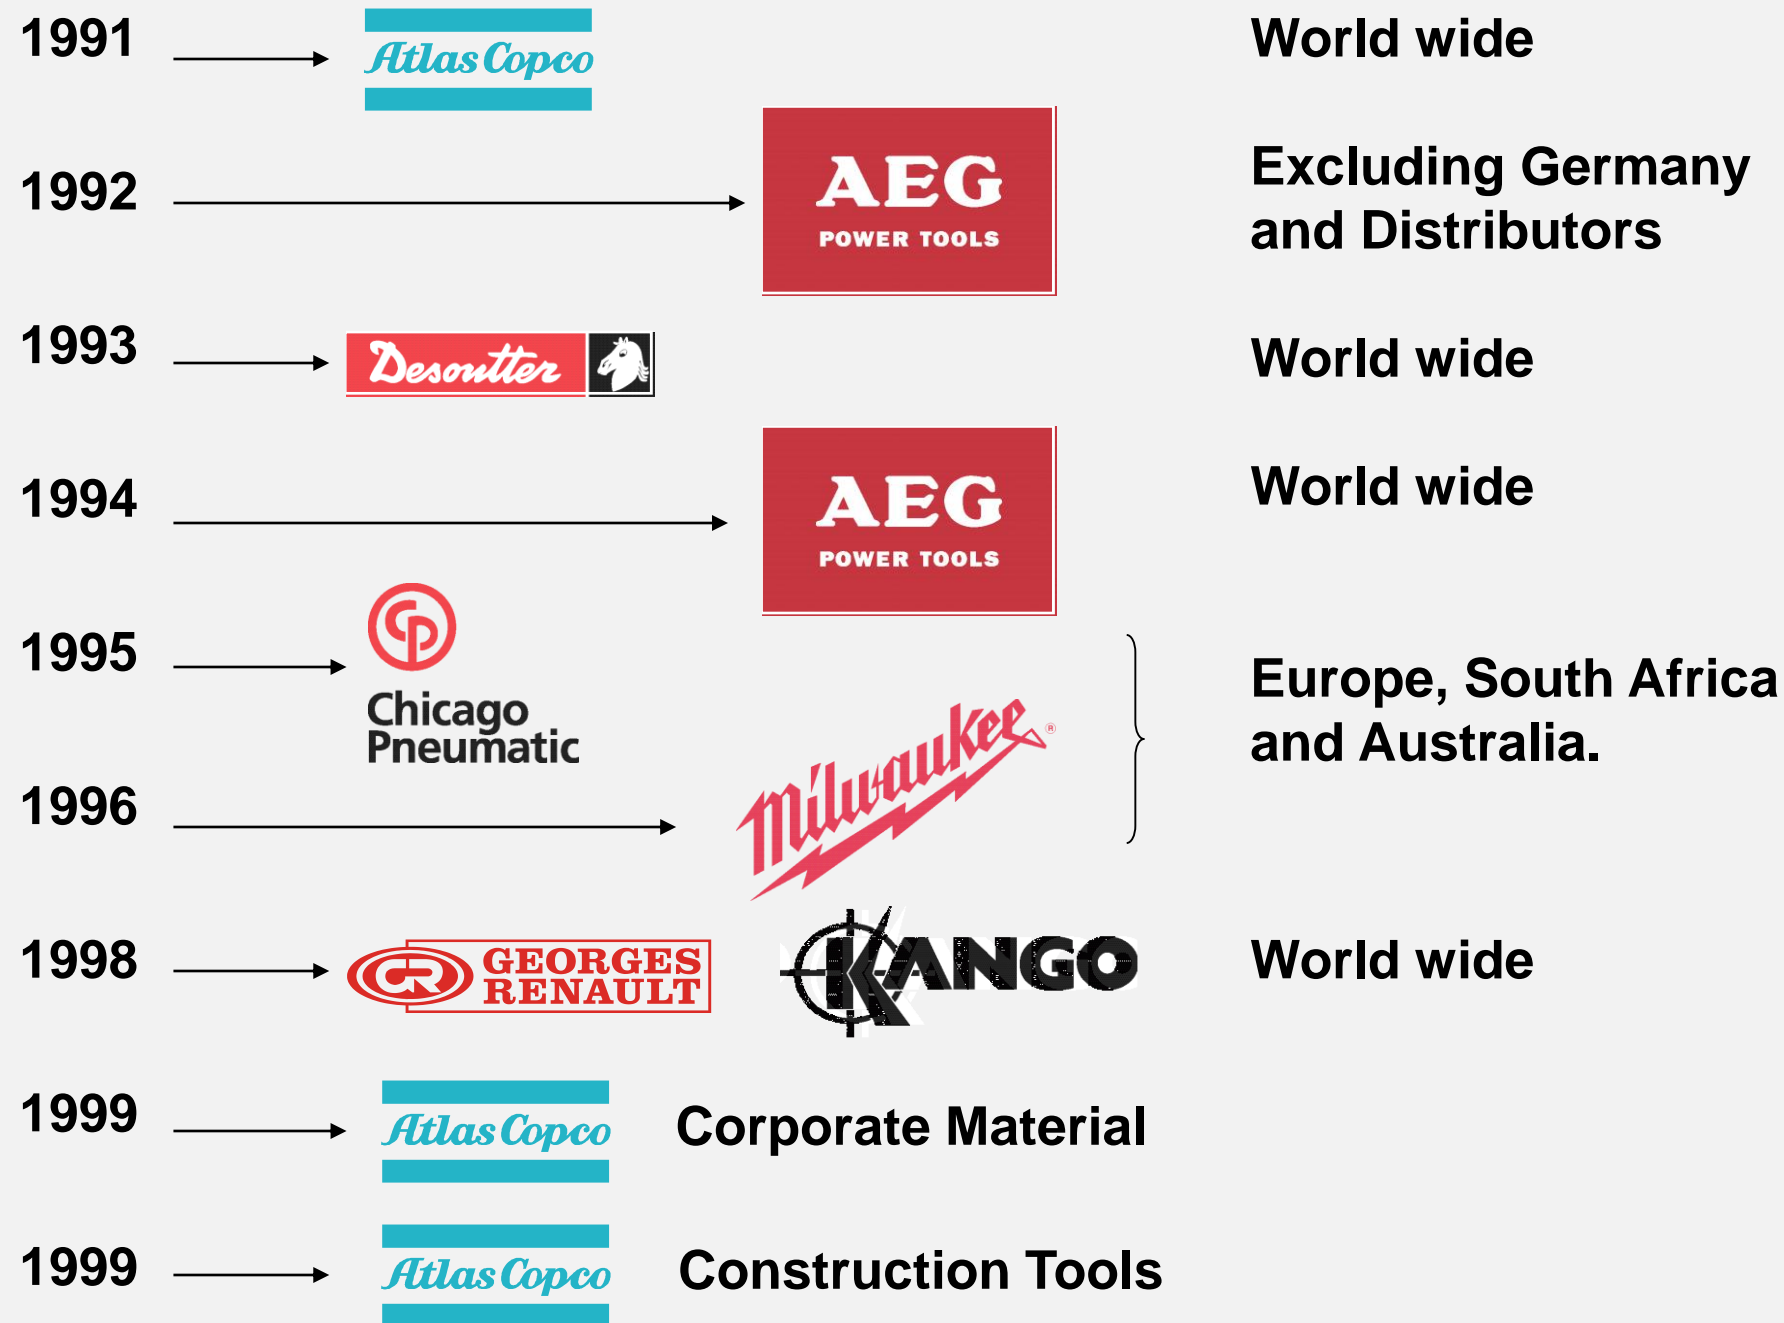 1991
Atlas Copco
World wide
1992
AEG
POWER TOOLS
Excluding Germany
and Distributors
1993
Desoutter
World wide
1994
AEG
POWER TOOLS
World wide
1995
CP
Chicago
Pneumatic
Europe, South Africa
and Australia.
1996
Milwaukee®
1998
GR
GEORGES
RENAULT
KANGO
World wide
1999
Atlas Copco
Corporate Material
1999
Atlas Copco
Construction Tools